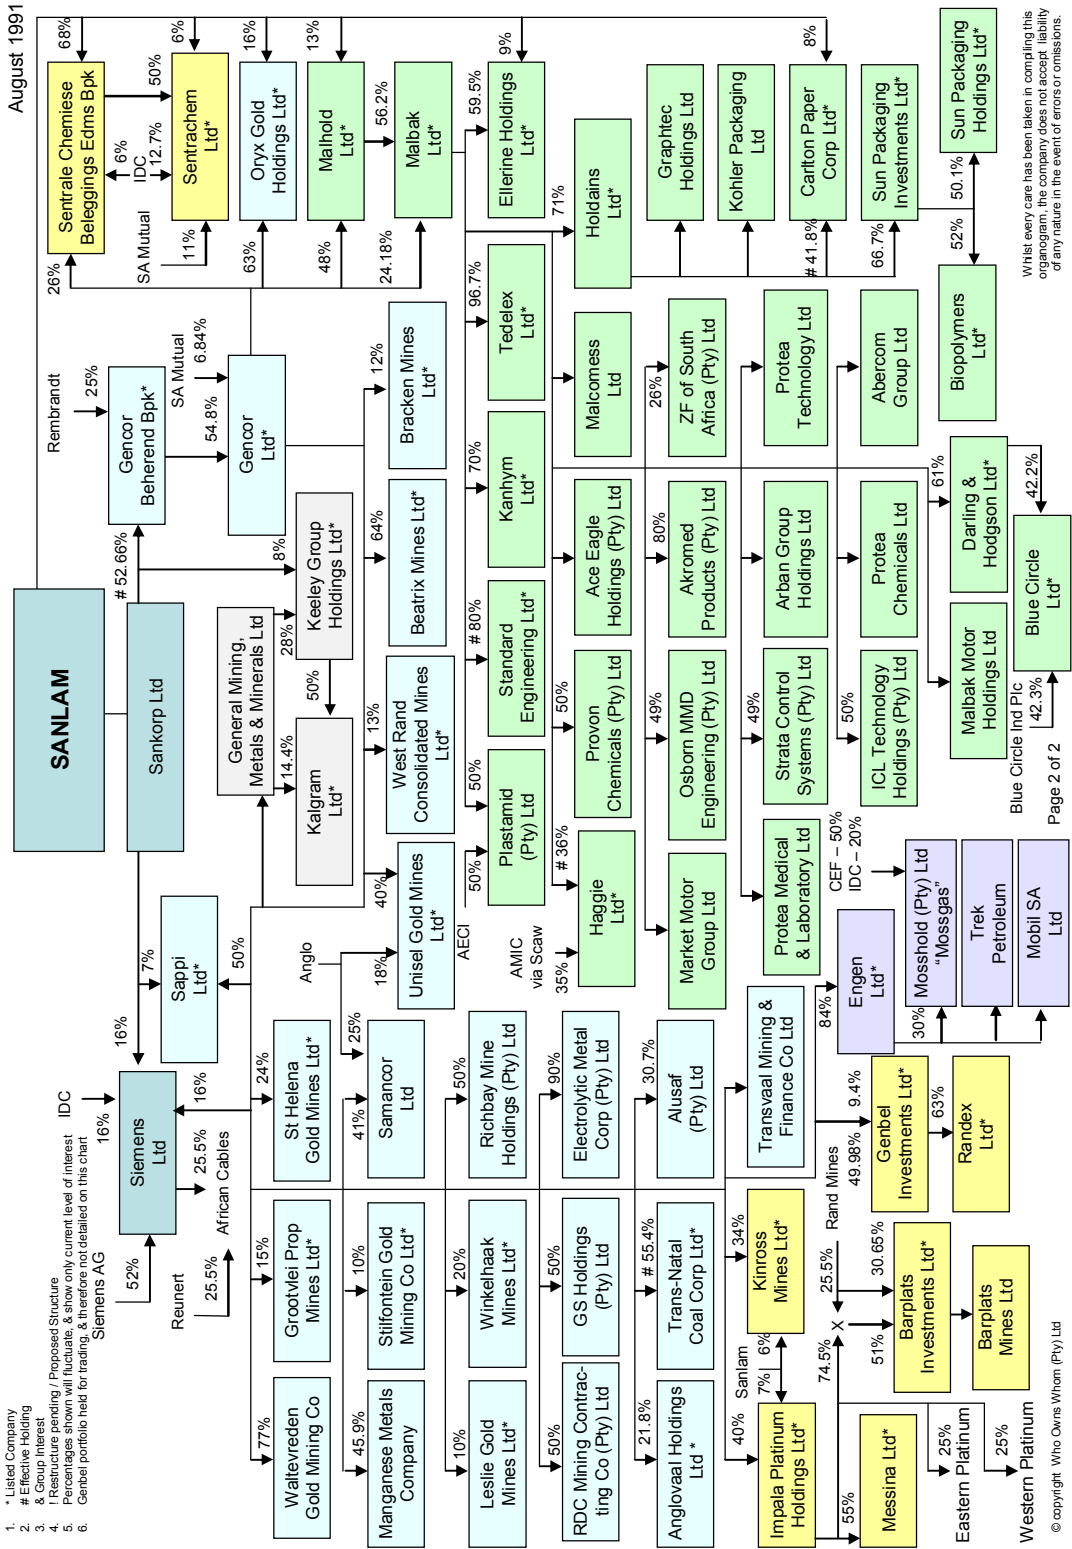 August 1991
1. * Listed Company
2. # Effective Holding
3. & Group Interest
4. ! Restructure pending / Proposed Structure
5. Percentages shown will fluctuate, & show only current level of interest
6. Genbel portfolio held for trading, & therefore not detailed on this chart
SANLAM
Sankorp Ltd
Siemens AG
52%
IDC
16%
16%
Siemens
Ltd
16%
25.5%
African Cables
Reunert
25.5%
7%
Sappi
Ltd*
50%
# 52.66%
Rembrandt
25%
Gencor
Beherend Bpk*
SA Mutual
6.84%
54.8%
Gencor
Ltd*
8%
General Mining,
Metals & Minerals Ltd
28%
Keeley Group
Holdings Ltd*
14.4%
50%
Kalgram
Ltd*
68%
26%
Sentrale Chemiese
Beleggings Edms Bpk
6%
IDC
12.7%
50%
6%
SA Mutual
11%
Sentrachem
Ltd*
63%
16%
Oryx Gold
Holdings Ltd*
48%
13%
Malhold
Ltd*
56.2%
24.18%
Malbak
Ltd*
77%
Waltevreden
Gold Mining Co
15%
Grootvlei Prop
Mines Ltd*
24%
St Helena
Gold Mines Ltd*
45.9%
Manganese Metals
Company
10%
Stilfontein Gold
Mining Co Ltd*
41%
25%
Samancor
Ltd
Anglo
18%
40%
Unisel Gold Mines
Ltd*
13%
West Rand
Consolidated Mines
Ltd*
64%
Beatrix Mines Ltd*
12%
Bracken Mines
Ltd*
10%
Leslie Gold
Mines Ltd*
20%
Winkelhaak
Mines Ltd*
50%
Richbay Mine
Holdings (Pty) Ltd
AECI
50%
50%
Plastamid
(Pty) Ltd
# 80%
Standard
Engineering Ltd*
70%
Kanhym
Ltd*
96.7%
Tedelex
Ltd*
59.5%
9%
Ellerine Holdings
Ltd*
50%
RDC Mining Contrac-
ting Co (Pty) Ltd
50%
GS Holdings
(Pty) Ltd
90%
Electrolytic Metal
Corp (Pty) Ltd
AMIC
via Scaw
35%
# 36%
Haggie
Ltd*
50%
Provon
Chemicals (Pty) Ltd
Ace Eagle
Holdings (Pty) Ltd
Malcomess
Ltd
71%
Holdains
Ltd*
21.8%
Anglovaal Holdings
Ltd *
# 55.4%
Trans-Natal
Coal Corp Ltd*
30.7%
Alusaf
(Pty) Ltd
Market Motor
Group Ltd
49%
Osborn MMD
Engineering (Pty) Ltd
80%
Akromed
Products (Pty) Ltd
26%
ZF of South
Africa (Pty) Ltd
Graphtec
Holdings Ltd
Kohler Packaging
Ltd
40%
Impala Platinum
Holdings Ltd*
Sanlam
7%
6%
34%
Kinross
Mines Ltd*
Transvaal Mining &
Finance Co Ltd
Protea Medical
& Laboratory Ltd
49%
Strata Control
Systems (Pty) Ltd
Arban Group
Holdings Ltd
Protea
Technology Ltd
# 41.8%
8%
Carlton Paper
Corp Ltd*
84%
Engen
Ltd*
CEF – 50%
IDC – 20%
50%
ICL Technology
Holdings (Pty) Ltd
Protea
Chemicals Ltd
Abercom
Group Ltd
66.7%
Sun Packaging
Investments Ltd*
55%
Messina Ltd*
74.5%
X
25.5%
Rand Mines
51%
30.65%
Barplats
Investments Ltd*
49.98%
9.4%
Genbel
Investments Ltd*
30%
Mosshold (Pty) Ltd
“Mossgas”
Malbak Motor
Holdings Ltd
61%
Darling &
Hodgson Ltd*
52%
Biopolymers
Ltd*
50.1%
Sun Packaging
Holdings Ltd*
25%
Eastern Platinum
Barplats
Mines Ltd
63%
Randex
Ltd*
Trek
Petroleum
25%
Western Platinum
Mobil SA
Ltd
Blue Circle Ind Plc
42.3%
42.2%
Blue Circle
Ltd*
Page 2 of 2
© copyright Who Owns Whom (Pty) Ltd
Whilst every care has been taken in compiling this
organogram, the company does not accept liability
of any nature in the event of errors or omissions.